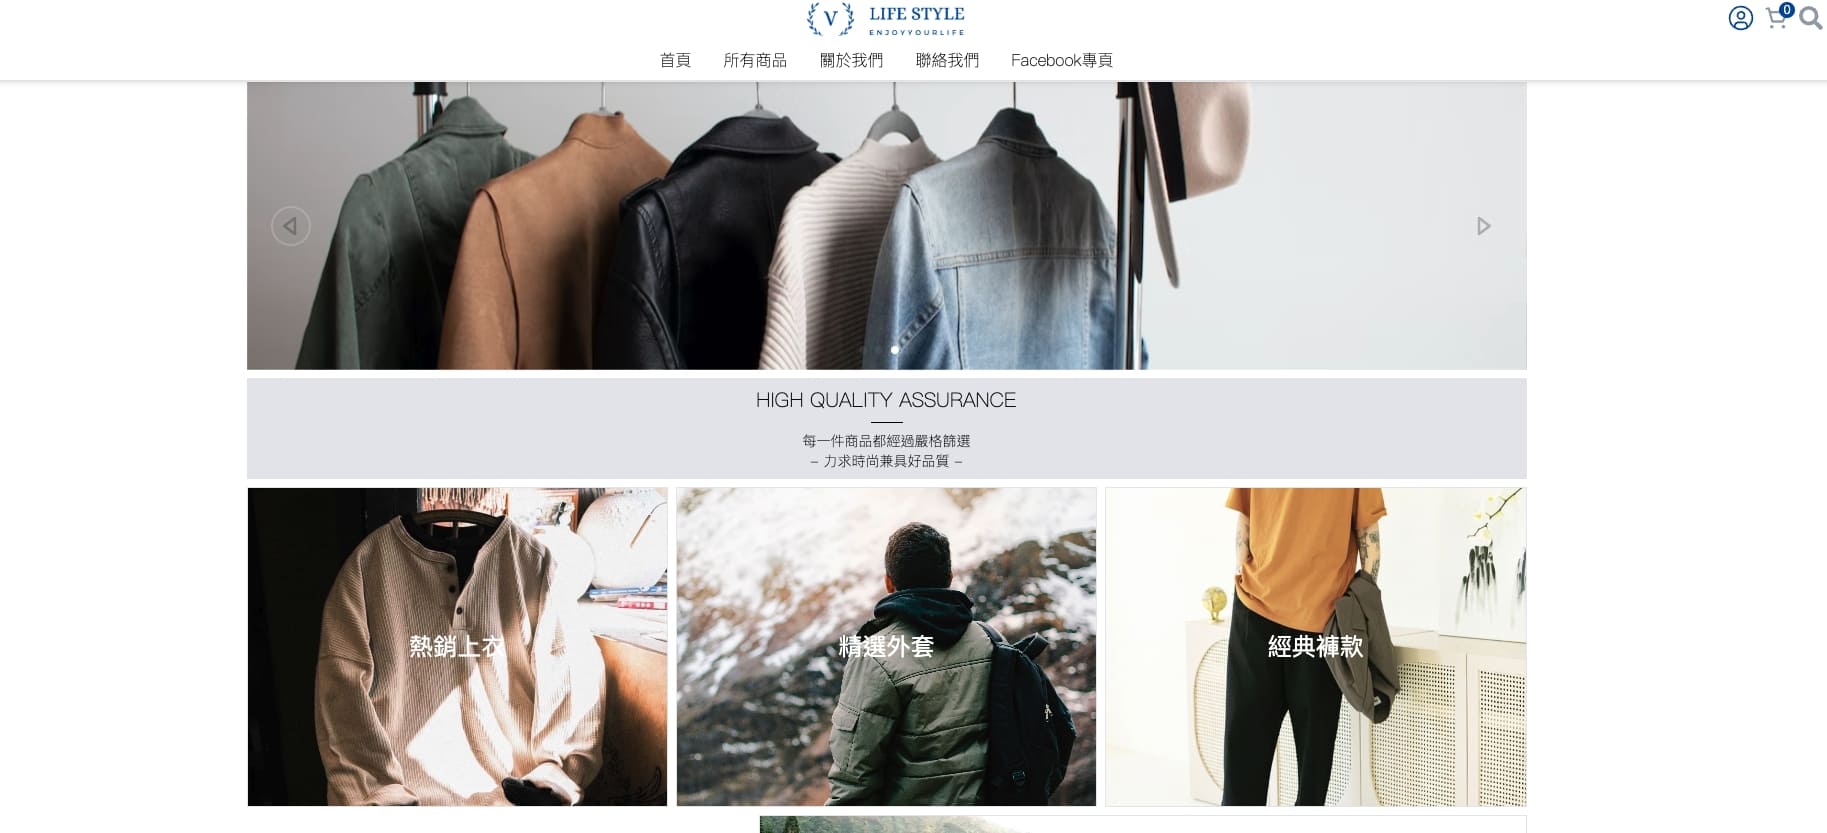 V
LIFE STYLE
ENJOYYOURLIFE
0
首頁
所有商品
關於我們
聯絡我們
Facebook專頁
HIGH QUALITY ASSURANCE
每一件商品都經過嚴格篩選
– 力求時尚兼具好品質 –
熱銷上衣
精選外套
經典褲款